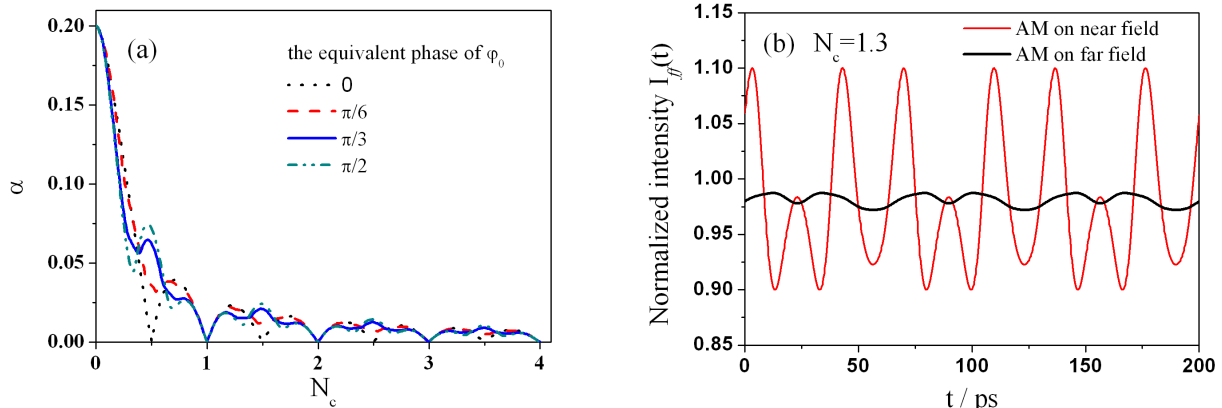 (a)
the equivalent phase of φ0
0
π/6
π/3
π/2
0.20
0.15
0.10
0.05
0.00
α
0 1 2 3 4
Nc
(b) Nc=1.3
AM on near field
AM on far field
1.15
1.10
1.05
1.00
0.95
0.90
0.85
Normalized intensity Iff(t)
0 50 100 150 200
t / ps